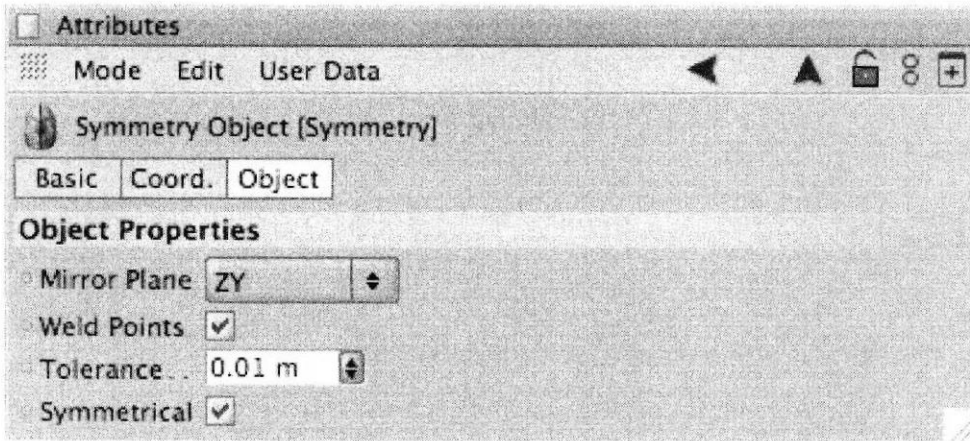 Attributes
Mode Edit User Data
Symmetry Object [Symmetry]
Basic Coord. Object
Object Properties
Mirror Plane ZY
Weld Points
Tolerance . . 0.01 m
Symmetrical